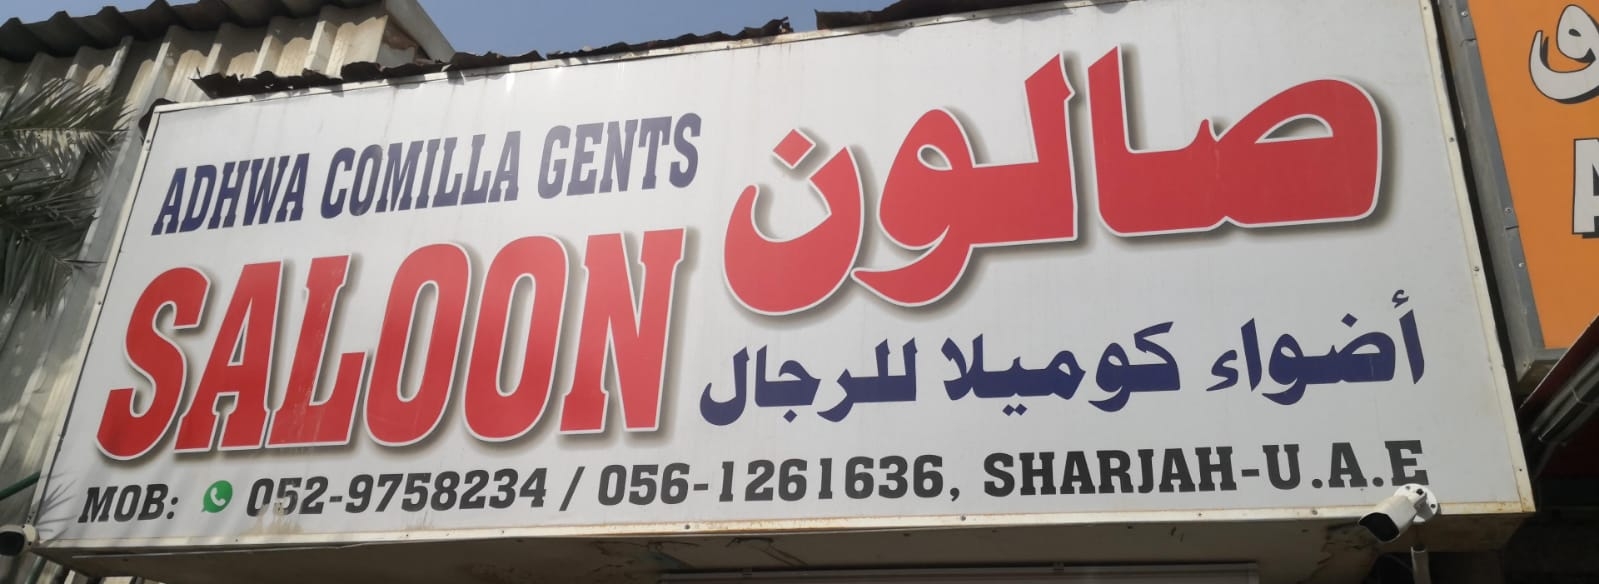 ADHWA COMILLA GENTS
SALOON
صالون
أضواء كوميلا للرجال
MOB: 052-9758234 / 056-1261636, SHARJAH-U.A.E